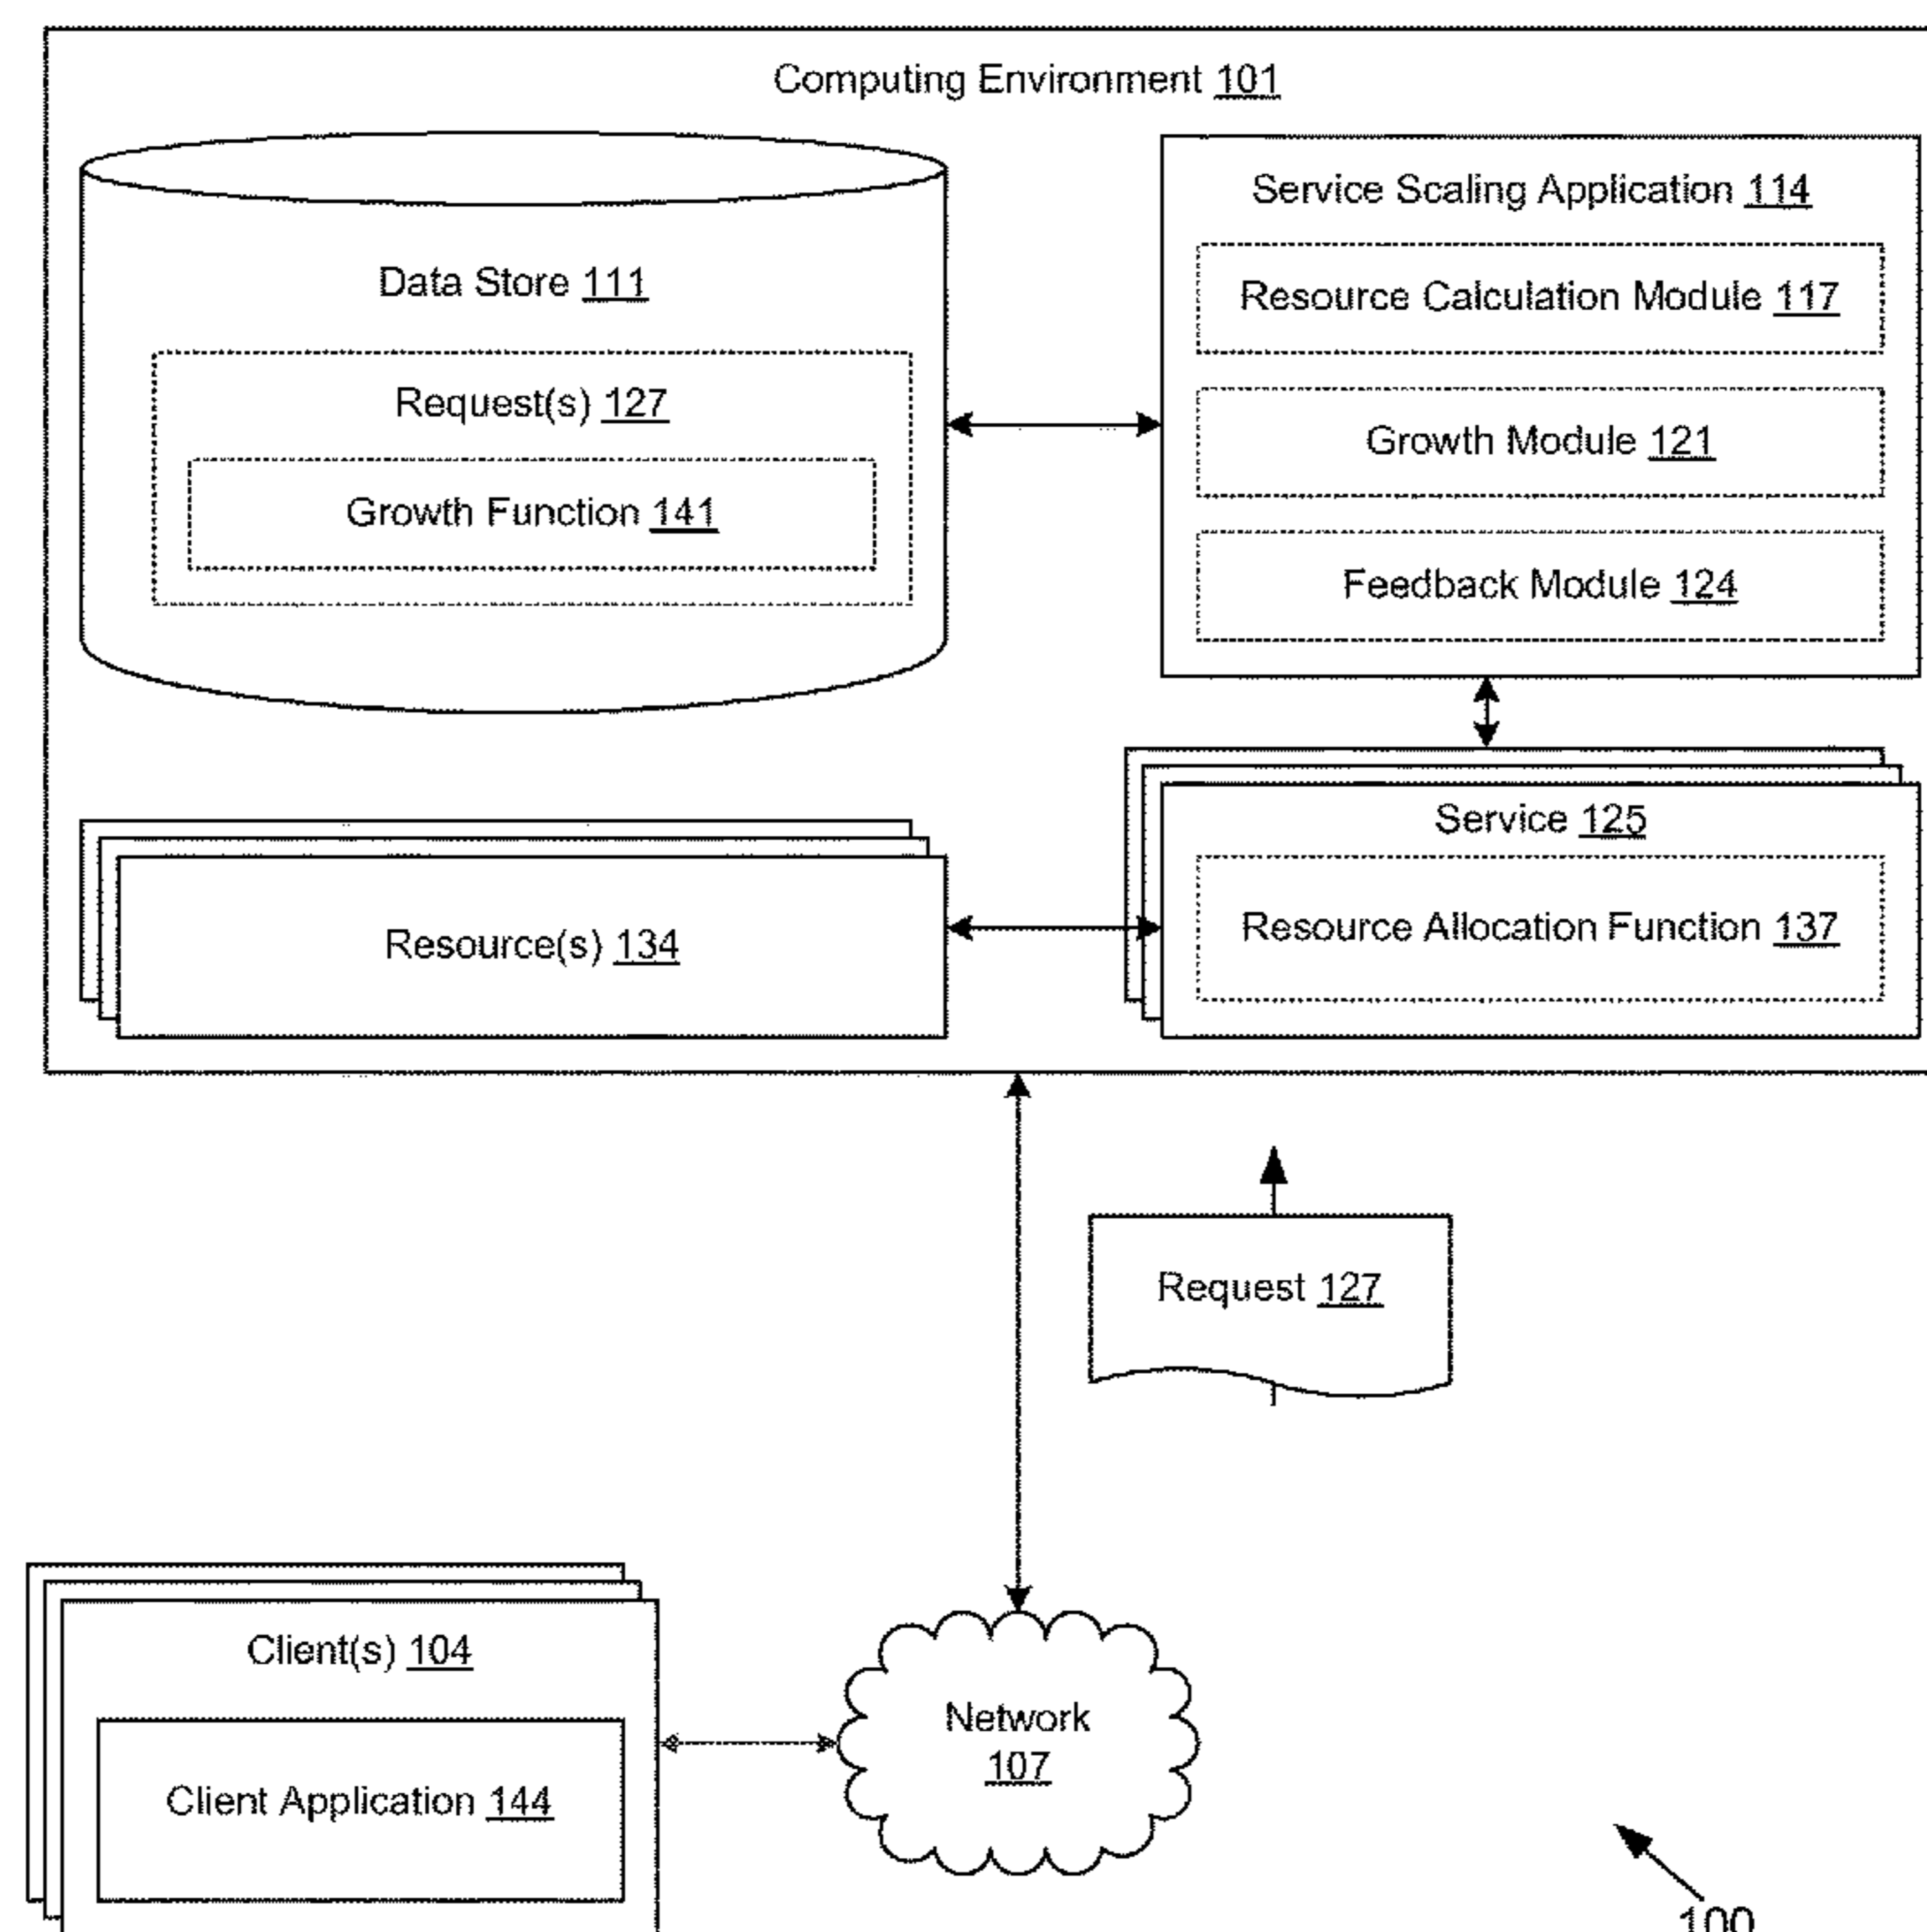 Computing Environment 101
Data Store 111
Request(s) 127
Growth Function 141
Service Scaling Application 114
Resource Calculation Module 117
Growth Module 121
Feedback Module 124
Service 125
Resource Allocation Function 137
Resource(s) 134
Request 127
Client(s) 104
Client Application 144
Network
107
100